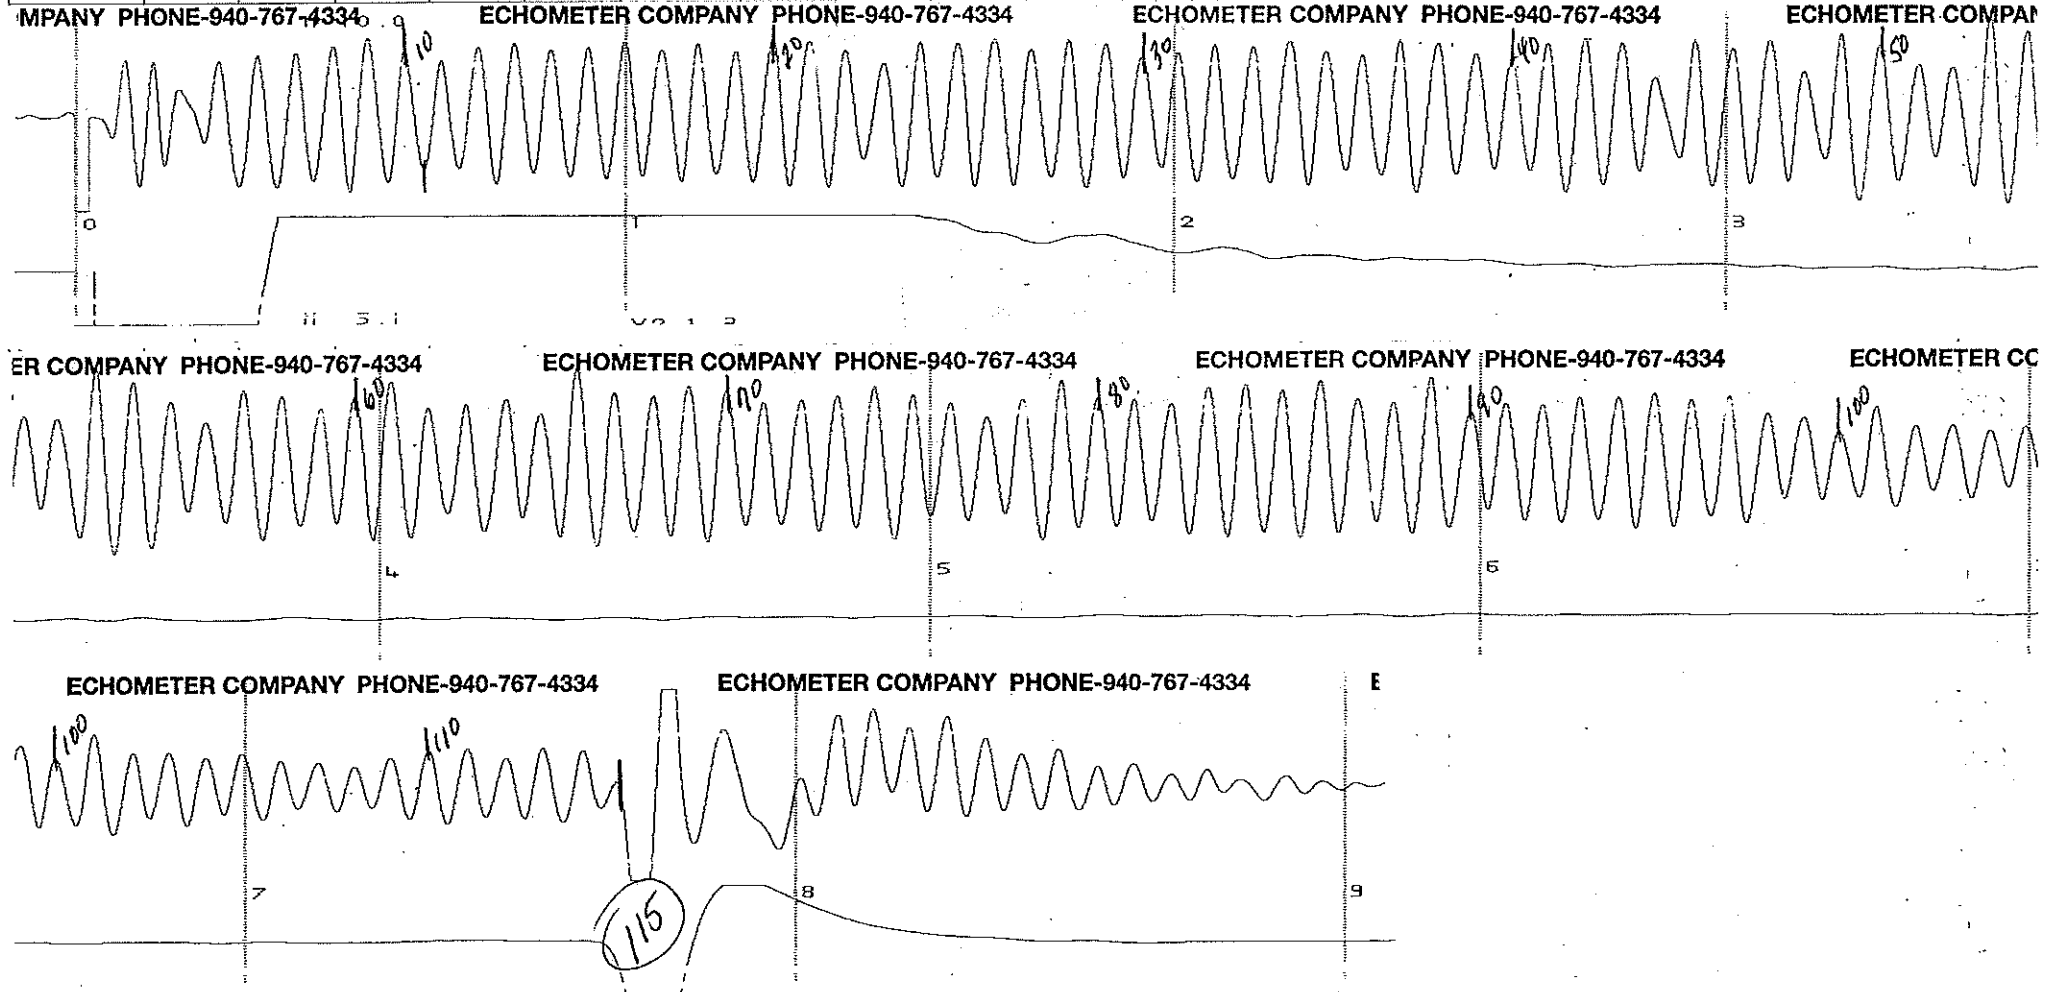 MPANY PHONE-940-767-4334 ECHOMETER COMPANY PHONE-940-767-4334 ECHOMETER COMPANY PHONE-940-767-4334 ECHOMETER COMPAN
10 20 30 40 50
0 1 2 3
ER COMPANY PHONE-940-767-4334 ECHOMETER COMPANY PHONE-940-767-4334 ECHOMETER COMPANY PHONE-940-767-4334 ECHOMETER CC
60 70 80 90 100
4 5 6
ECHOMETER COMPANY PHONE-940-767-4334 ECHOMETER COMPANY PHONE-940-767-4334 E
100 110
7 8 9
115